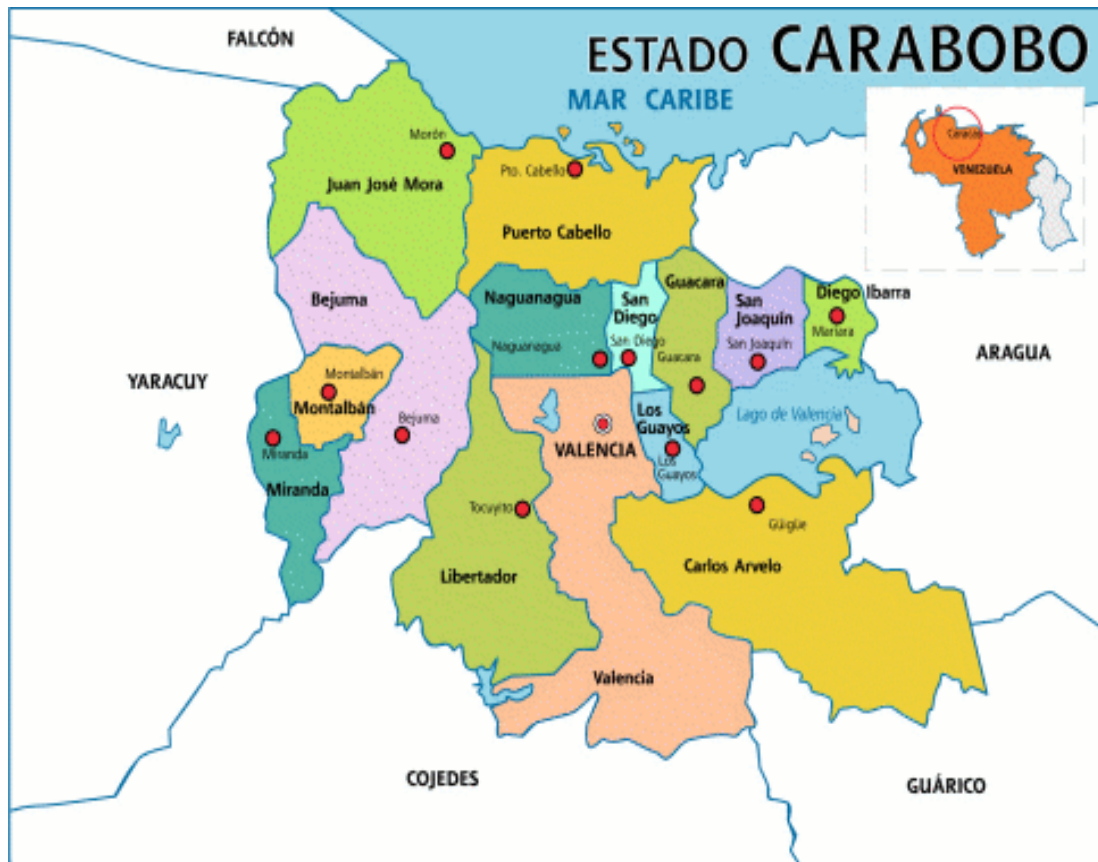 FALCÓN
ESTADO CARABOBO
MAR CARIBE
Caracas
VENEZUELA
Morón
Juan José Mora
Pto. Cabello
Puerto Cabello
Bejuma
Naguanagua
San
Diego
Guacara
San
Joaquín
Diego Ibarra
Mariara
Naguanagua
San Diego
Guacara
San Joaquín
ARAGUA
YARACUY
Montalbán
Montalbán
Bejuma
Miranda
Miranda
VALENCIA
Los
Guayos
Los
Guayos
Lago de Valencia
Tocuyito
Güigüe
Libertador
Carlos Arvelo
Valencia
COJEDES
GUÁRICO